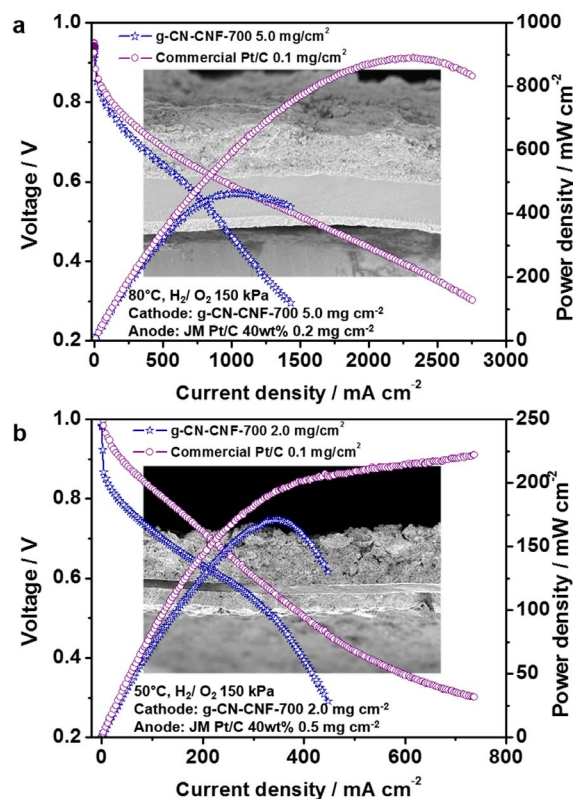 a
g-CN-CNF-700 5.0 mg/cm²
Commercial Pt/C 0.1 mg/cm²
80°C, H₂/ O₂ 150 kPa
Cathode: g-CN-CNF-700 5.0 mg cm⁻²
Anode: JM Pt/C 40wt% 0.2 mg cm⁻²
Voltage / V
1.0
0.8
0.6
0.4
0.2
Power density / mW cm⁻²
1000
800
600
400
200
0
0 500 1000 1500 2000 2500 3000
Current density / mA cm⁻²
b
g-CN-CNF-700 2.0 mg/cm²
Commercial Pt/C 0.1 mg/cm²
50°C, H₂/ O₂ 150 kPa
Cathode: g-CN-CNF-700 2.0 mg cm⁻²
Anode: JM Pt/C 40wt% 0.5 mg cm⁻²
Voltage / V
1.0
0.8
0.6
0.4
0.2
Power density / mW cm⁻²
250
200
150
100
50
0
0 200 400 600 800
Current density / mA cm⁻²